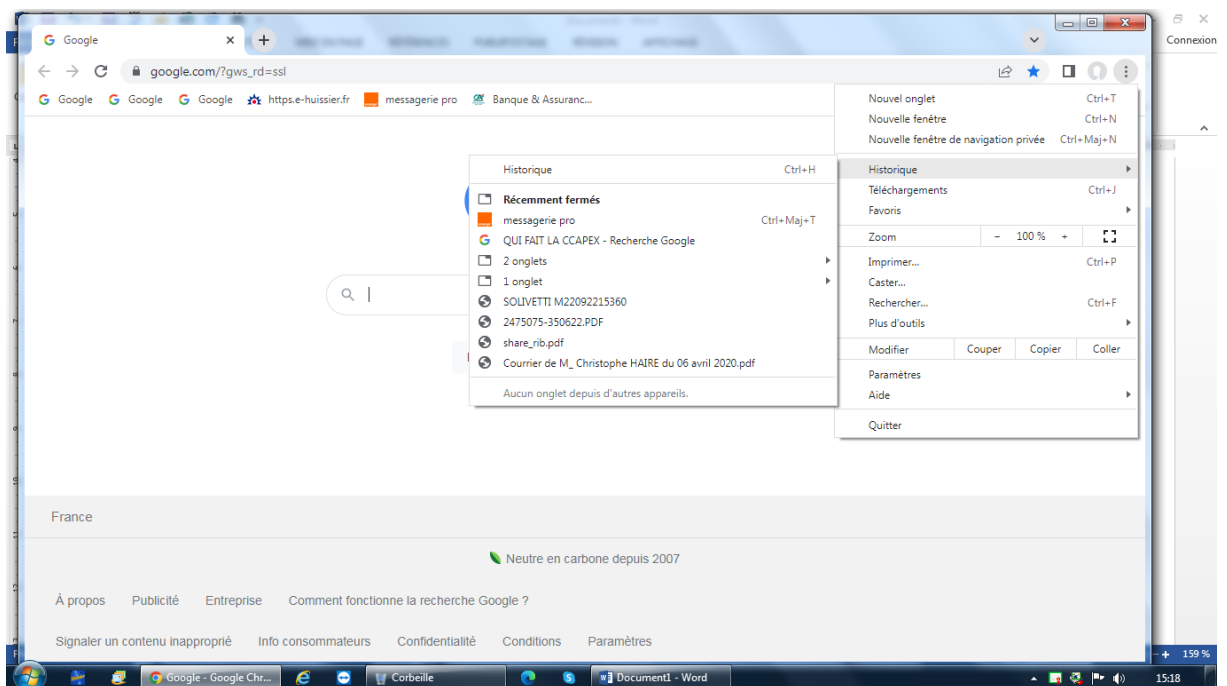 Document1 - Word
Connexion
Google
google.com/?gws_rd=ssl
Google Google Google https.e-huissier.fr messagerie pro Banque & Assuranc...
Nouvel onglet Ctrl+T
Nouvelle fenêtre Ctrl+N
Nouvelle fenêtre de navigation privée Ctrl+Maj+N
Historique
Téléchargements Ctrl+J
Favoris
Zoom - 100 % +
Imprimer... Ctrl+P
Caster...
Rechercher... Ctrl+F
Plus d'outils
Modifier Couper Copier Coller
Paramètres
Aide
Quitter
Historique Ctrl+H
Récemment fermés
messagerie pro Ctrl+Maj+T
QUI FAIT LA CCAPEX - Recherche Google
2 onglets
1 onglet
SOLIVETTI M22092215360
2475075-350622.PDF
share_rib.pdf
Courrier de M_ Christophe HAIRE du 06 avril 2020.pdf
Aucun onglet depuis d'autres appareils.
France
Neutre en carbone depuis 2007
À propos Publicité Entreprise Comment fonctionne la recherche Google ?
Signaler un contenu inapproprié Info consommateurs Confidentialité Conditions Paramètres
159 %
Google - Google Chr... Corbeille Document1 - Word 15:18